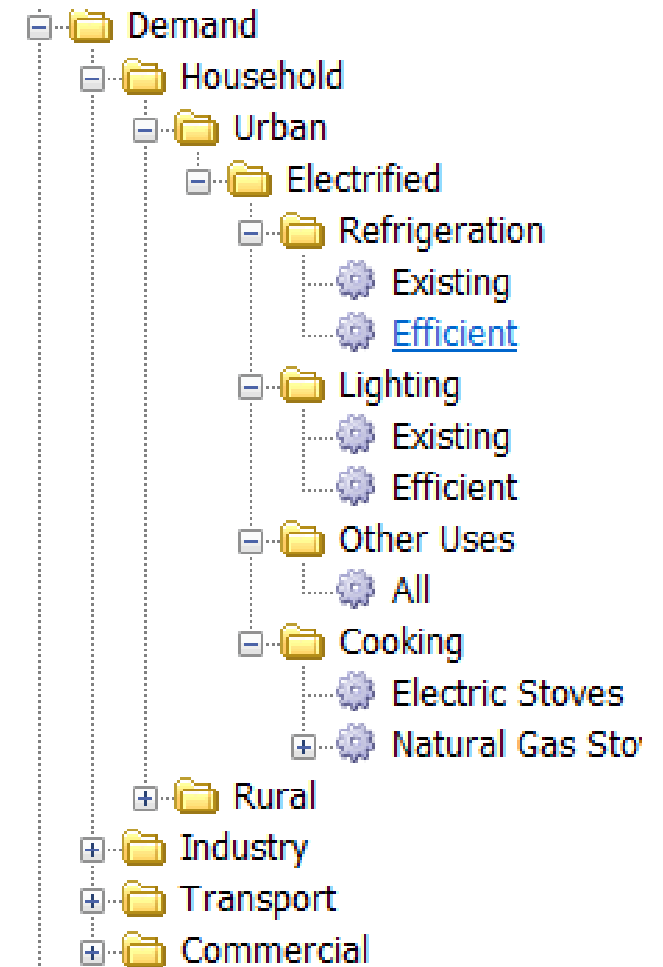 Demand
Household
Urban
Electrified
Refrigeration
Existing
Efficient
Lighting
Existing
Efficient
Other Uses
All
Cooking
Electric Stoves
Natural Gas
Rural
Industry
Transport
Commercial